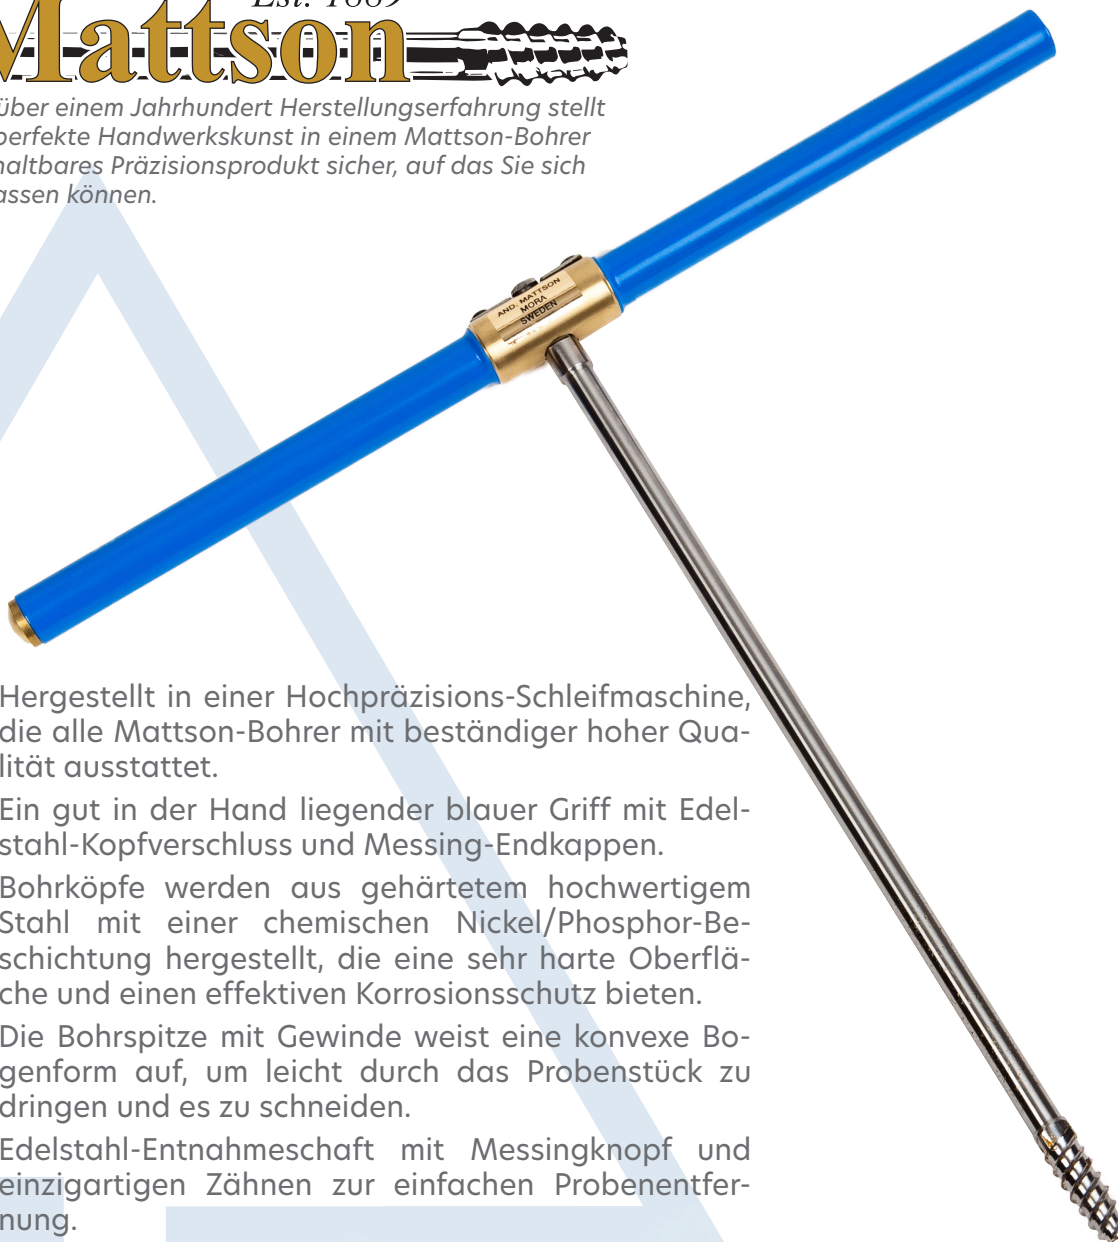 Est. 1889
Mattson
über einem Jahrhundert Herstellungserfahrung stellt
perfekte Handwerkskunst in einem Mattson-Bohrer
haltbares Präzisionsprodukt sicher, auf das Sie sich
assen können.
AND. MATTSON
MORA
SWEDEN
Hergestellt in einer Hochpräzisions-Schleifmaschine,
die alle Mattson-Bohrer mit beständiger hoher Qua-
lität ausstattet.
Ein gut in der Hand liegender blauer Griff mit Edel-
stahl-Kopfverschluss und Messing-Endkappen.
Bohrköpfe werden aus gehärtetem hochwertigem
Stahl mit einer chemischen Nickel/Phosphor-Be-
schichtung hergestellt, die eine sehr harte Oberflä-
che und einen effektiven Korrosionsschutz bieten.
Die Bohrspitze mit Gewinde weist eine konvexe Bo-
genform auf, um leicht durch das Probenstück zu
dringen und es zu schneiden.
Edelstahl-Entnahmeschaft mit Messingknopf und
einzigartigen Zähnen zur einfachen Probenentfer-
nung.